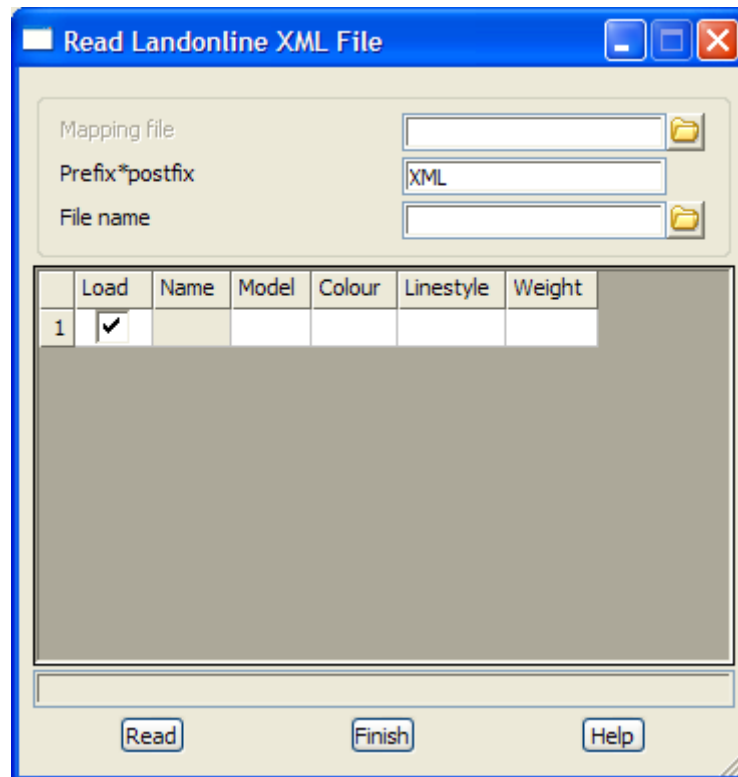 Read Landonline XML File
Mapping file
Prefix*postfix XML
File name
Load Name Model Colour Linestyle Weight
1
Read Finish Help